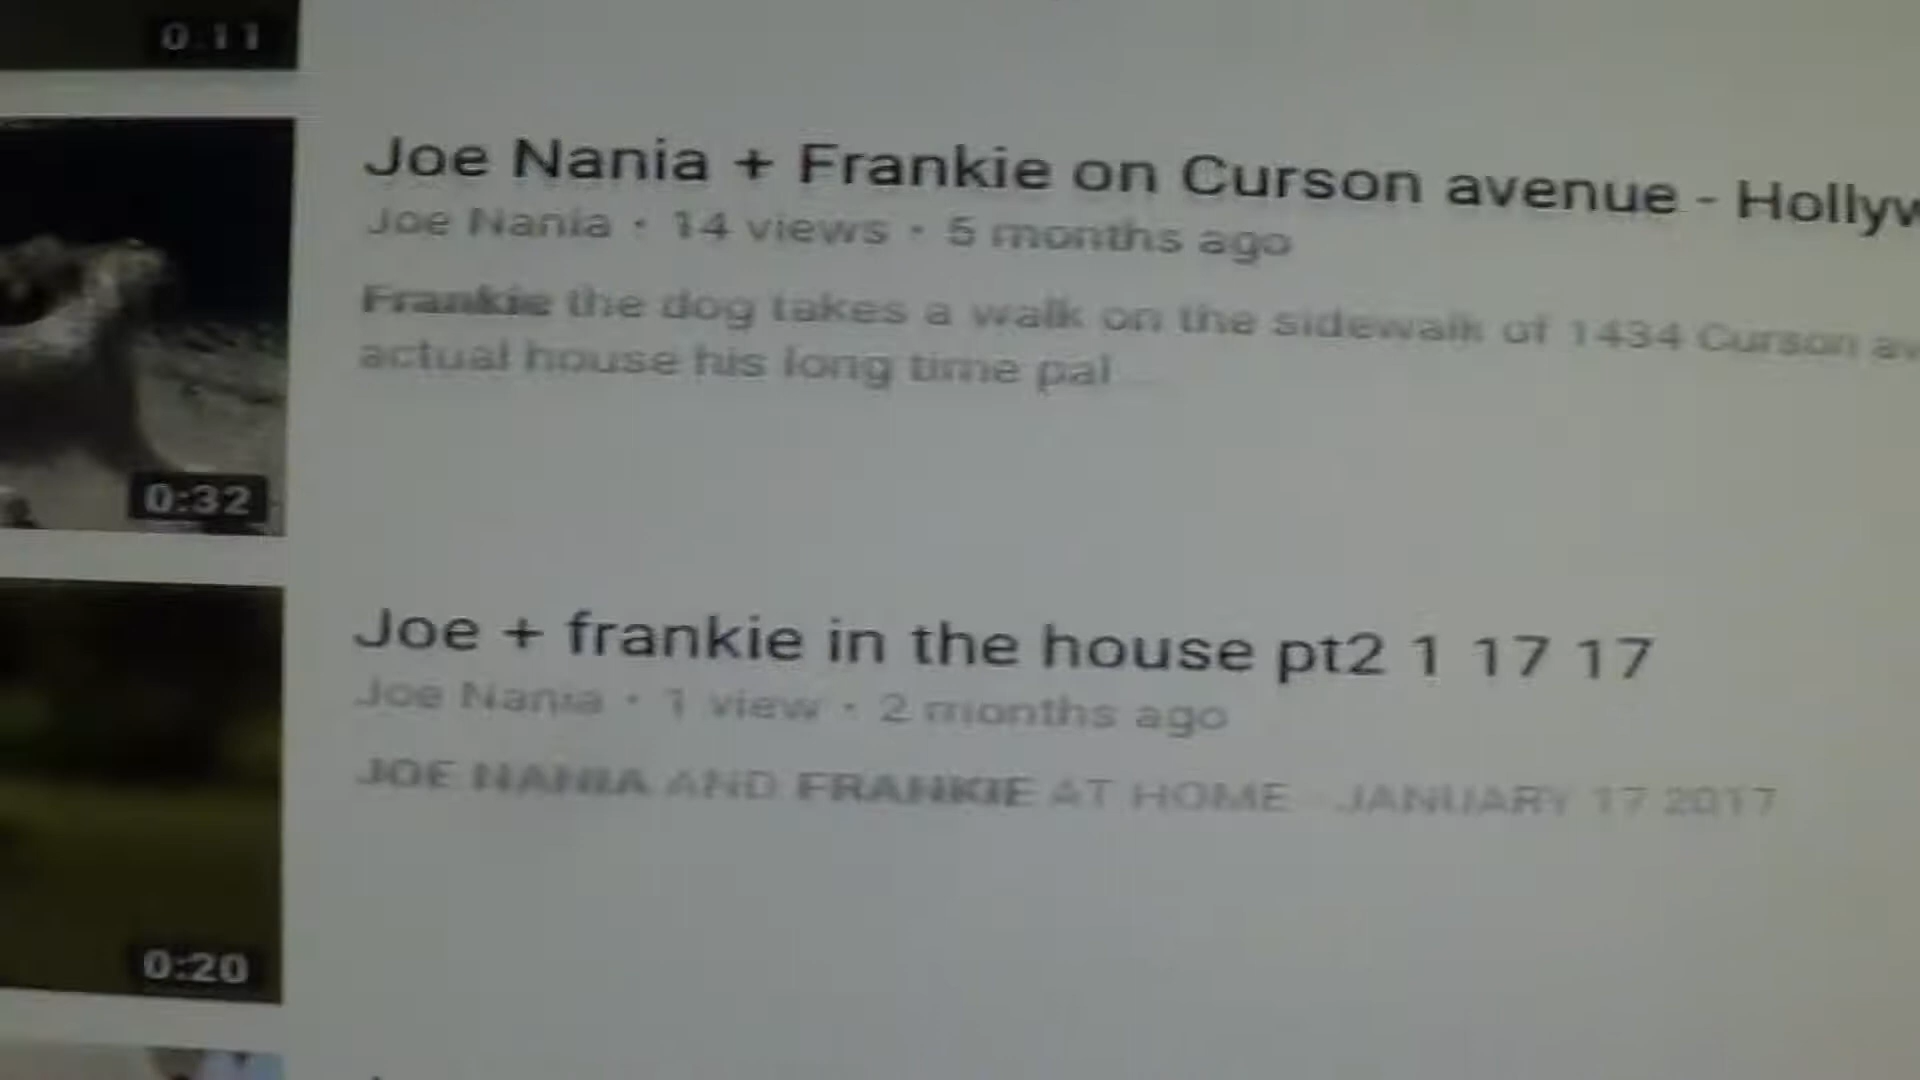 0:11
Joe Nania + Frankie on Curson avenue - Hollyw
Joe Nania • 14 views • 5 months ago
Frankie the dog takes a walk on the sidewalk of 1434 Curson av
actual house his long time pal ...
0:32
Joe + frankie in the house pt2 1 17 17
Joe Nania • 1 view • 2 months ago
JOE NANIA AND FRANKIE AT HOME JANUARY 17 2017
0:20